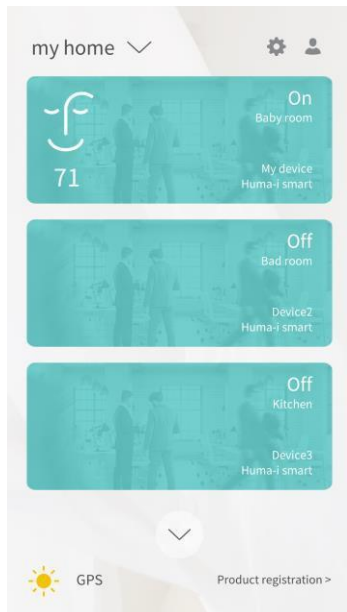 my home
On
Baby room
71
My device
Huma-i smart
Off
Bad room
Device2
Huma-i smart
Off
Kitchen
Device3
Huma-i smart
GPS
Product registration >